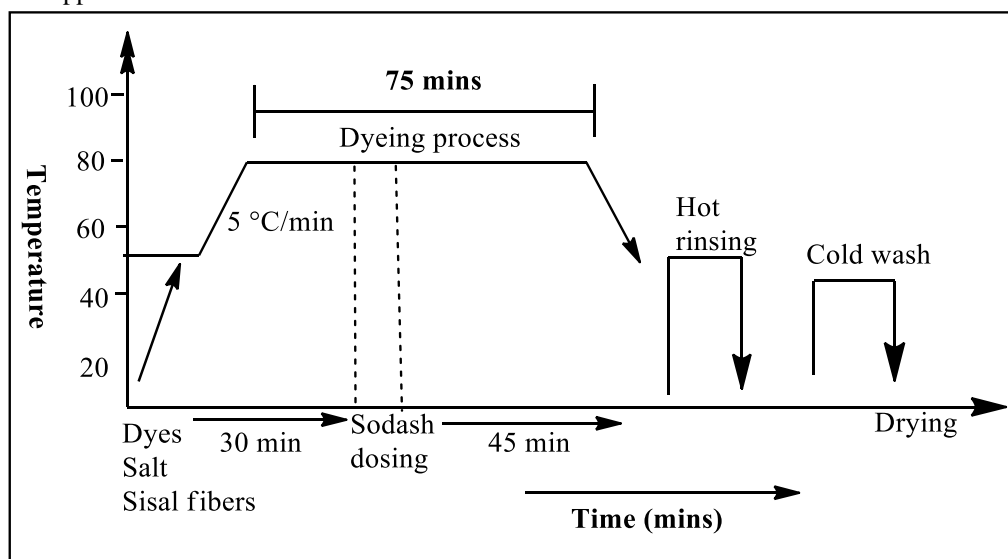 75 mins
100
Dyeing process
80
Temperature
5 °C/min
60
Hot
rinsing
Cold wash
40
20
Dyes
Salt
Sisal fibers
30 min
Sodash
dosing
45 min
Drying
Time (mins)